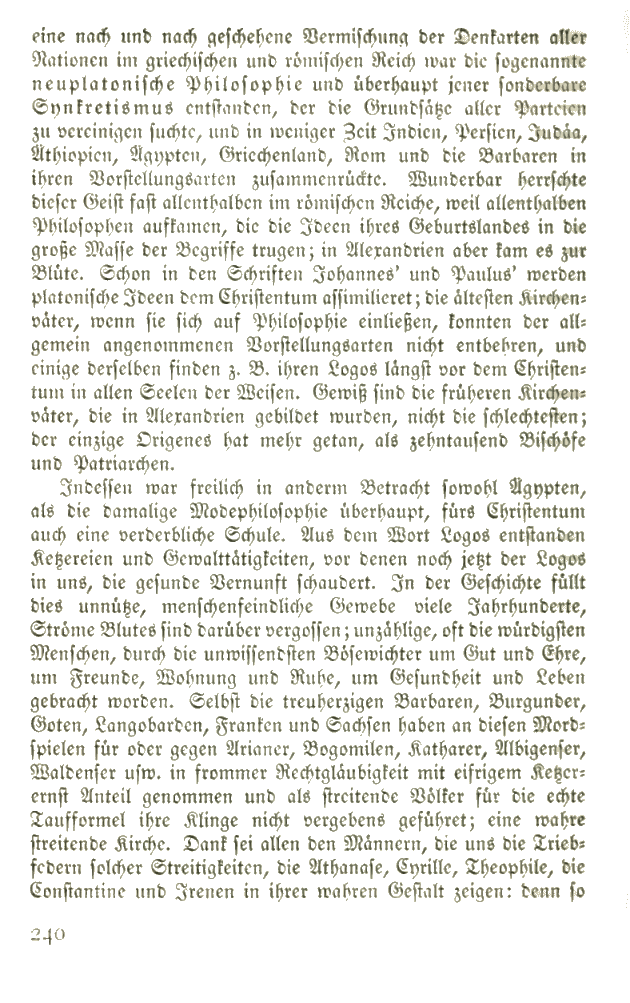 eine nach und nach geschehene Vermischung der Denkarten aller
Nationen im griechischen und römischen Reich war die sogenannte
neuplatonische Philosophie und überhaupt jener sonderbare
Synkretismus entstanden, der die Grundsätze aller Parteien
zu vereinigen suchte, und in weniger Zeit Indien, Persien, Judäa,
Äthiopien, Ägypten, Griechenland, Rom und die Barbaren in
ihren Vorstellungsarten zusammenrückte. Wunderbar herrschte
dieser Geist fast allenthalben im römischen Reiche, weil allenthalben
Philosophen aufkamen, die die Ideen ihres Geburtslandes in die
große Masse der Begriffe trugen; in Alexandrien aber kam es zur
Blüte. Schon in den Schriften Johannes' und Paulus' werden
platonische Ideen dem Christentum assimilieret; die ältesten Kirchen-
väter, wenn sie sich auf Philosophie einließen, konnten der all-
gemein angenommenen Vorstellungsarten nicht entbehren, und
einige derselben finden z. B. ihren Logos längst vor dem Christen-
tum in allen Seelen der Weisen. Gewiß sind die früheren Kirchen-
väter, die in Alexandrien gebildet wurden, nicht die schlechtesten;
der einzige Origenes hat mehr getan, als zehntausend Bischöfe
und Patriarchen.
Indessen war freilich in anderm Betracht sowohl Ägypten,
als die damalige Modephilosophie überhaupt, fürs Christentum
auch eine verderbliche Schule. Aus dem Wort Logos entstanden
Ketzereien und Gewalttätigkeiten, vor denen noch jetzt der Logos
in uns, die gesunde Vernunft schaudert. In der Geschichte füllt
dies unnütze, menschenfeindliche Gewebe viele Jahrhunderte,
Ströme Blutes sind darüber vergossen; unzählige, oft die würdigsten
Menschen, durch die unwissendsten Bösewichter um Gut und Ehre,
um Freunde, Wohnung und Ruhe, um Gesundheit und Leben
gebracht worden. Selbst die treuherzigen Barbaren, Burgunder,
Goten, Langobarden, Franken und Sachsen haben an diesen Mord-
spielen für oder gegen Arianer, Bogomilen, Katharer, Albigenser,
Waldenser usw. in frommer Rechtgläubigkeit mit eifrigem Ketzer-
ernst Anteil genommen und als streitende Völker für die echte
Taufformel ihre Klinge nicht vergebens geführet; eine wahre
streitende Kirche. Dank sei allen den Männern, die uns die Trieb-
federn solcher Streitigkeiten, die Athanase, Cyrille, Theophile, die
Constantine und Irenen in ihrer wahren Gestalt zeigen: denn so
240